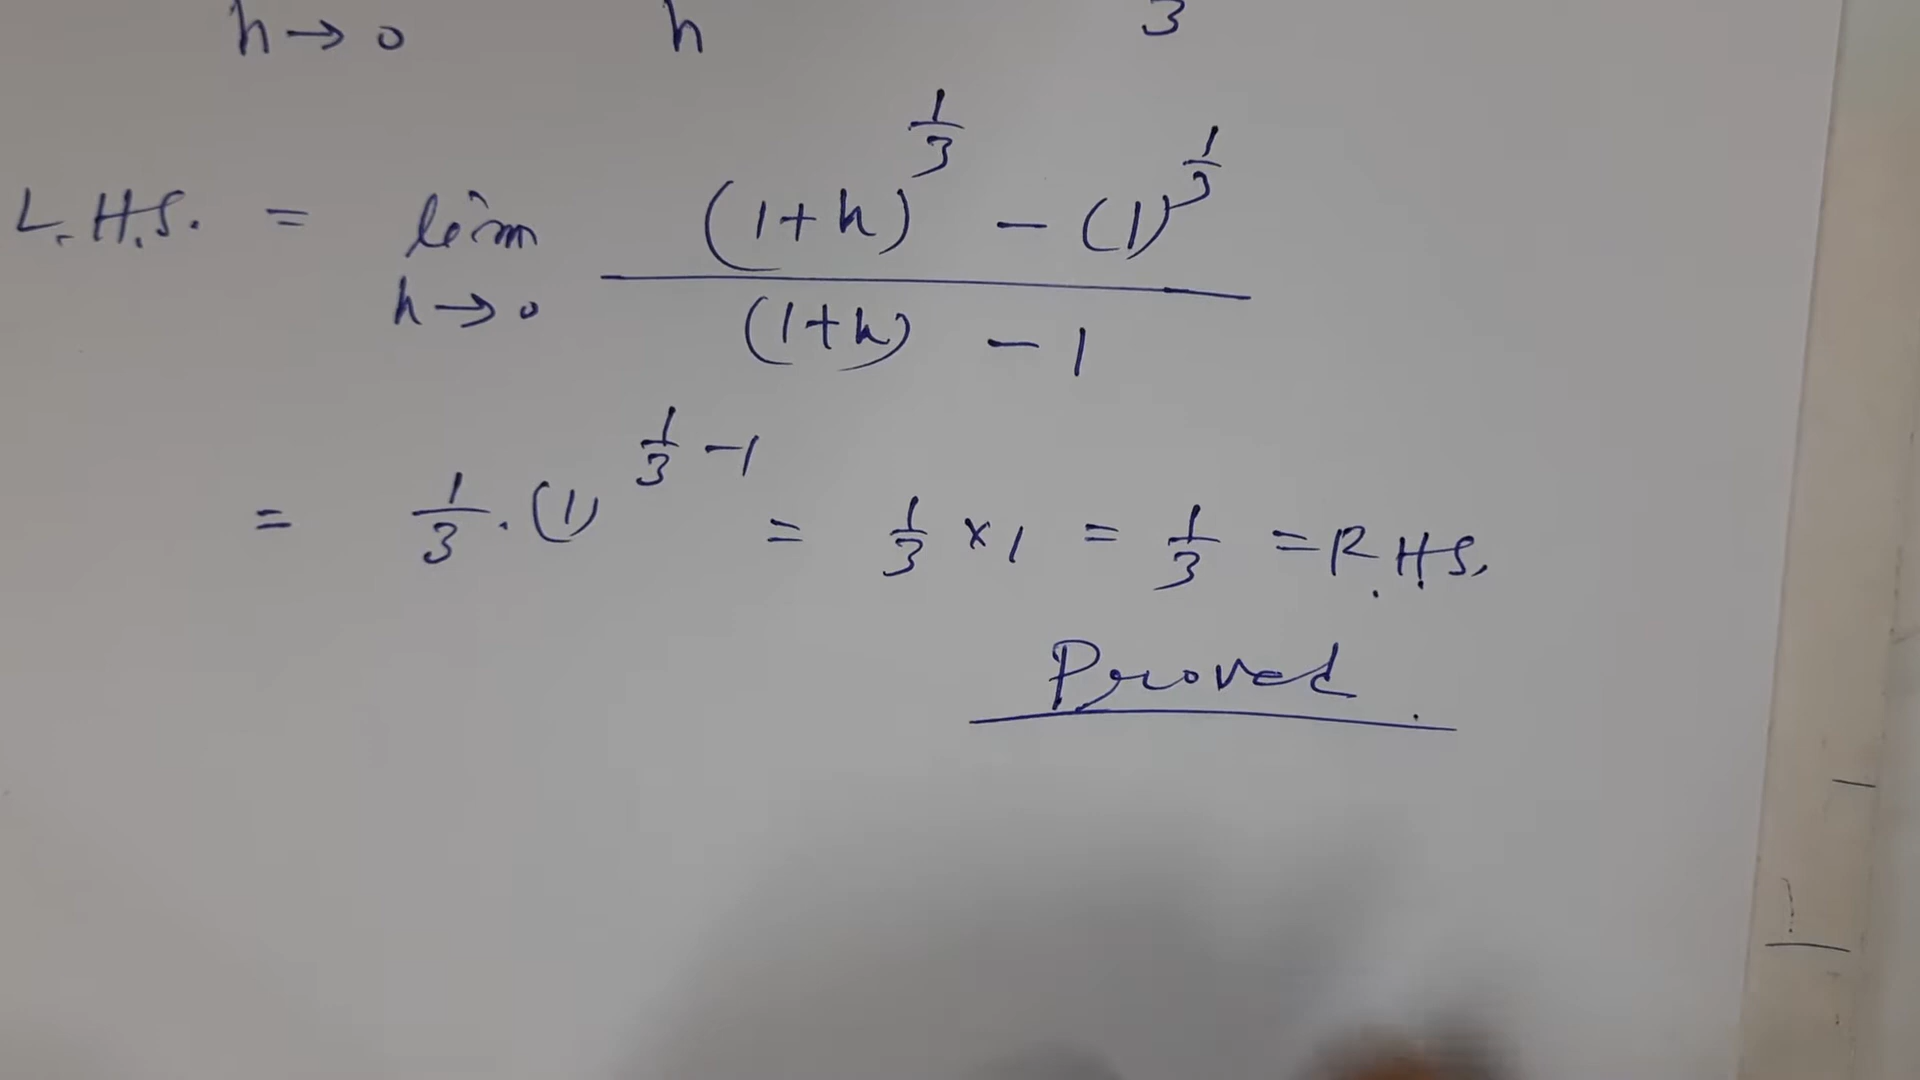 h → 0 h 3
L.H.S. = lim (1+h)^(1/3) - (1)^(1/3)
h → 0 (1+h) - 1
= 1/3 . (1)^(1/3 - 1) = 1/3 × 1 = 1/3 = R.H.S.
Proved.